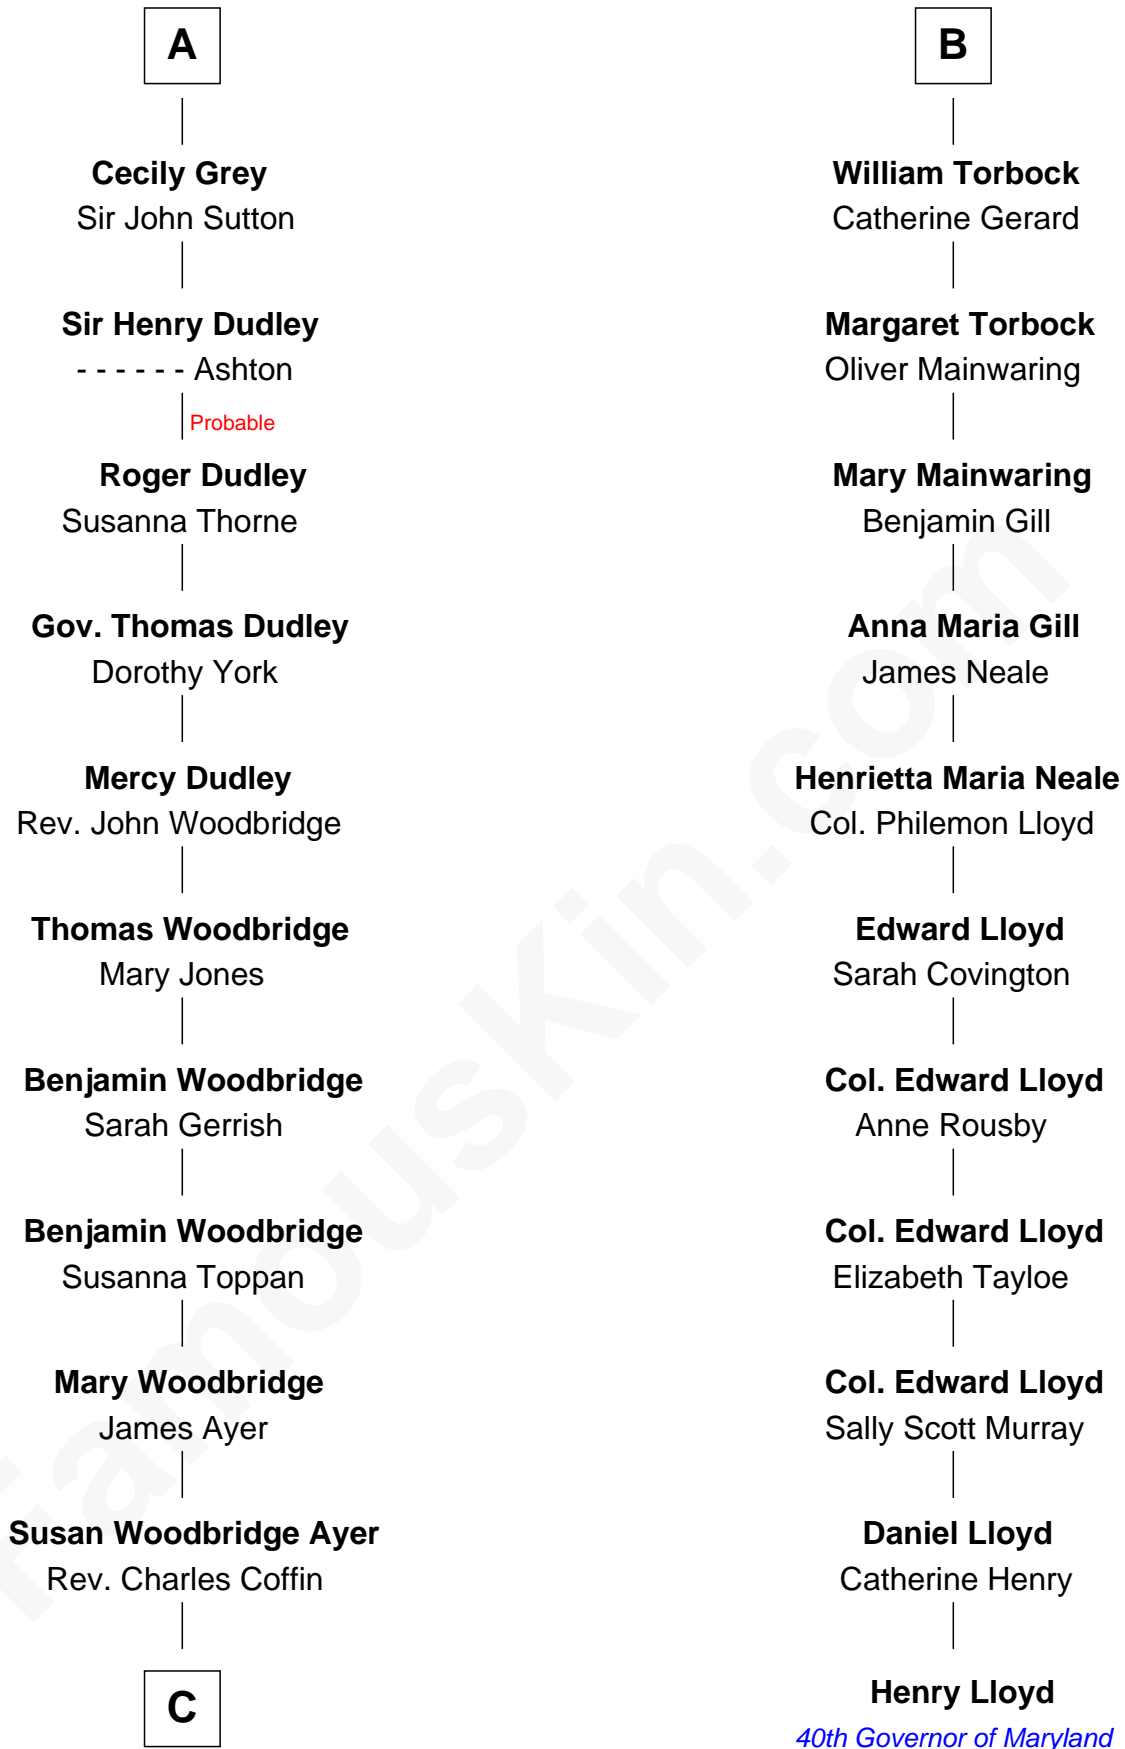 A
Cecily Grey
Sir John Sutton
Sir Henry Dudley
- - - - - - Ashton
Probable
Roger Dudley
Susanna Thorne
Gov. Thomas Dudley
Dorothy York
Mercy Dudley
Rev. John Woodbridge
Thomas Woodbridge
Mary Jones
Benjamin Woodbridge
Sarah Gerrish
Benjamin Woodbridge
Susanna Toppan
Mary Woodbridge
James Ayer
Susan Woodbridge Ayer
Rev. Charles Coffin
C
B
William Torbock
Catherine Gerard
Margaret Torbock
Oliver Mainwaring
Mary Mainwaring
Benjamin Gill
Anna Maria Gill
James Neale
Henrietta Maria Neale
Col. Philemon Lloyd
Edward Lloyd
Sarah Covington
Col. Edward Lloyd
Anne Rousby
Col. Edward Lloyd
Elizabeth Tayloe
Col. Edward Lloyd
Sally Scott Murray
Daniel Lloyd
Catherine Henry
Henry Lloyd
40th Governor of Maryland
FamousKin.com